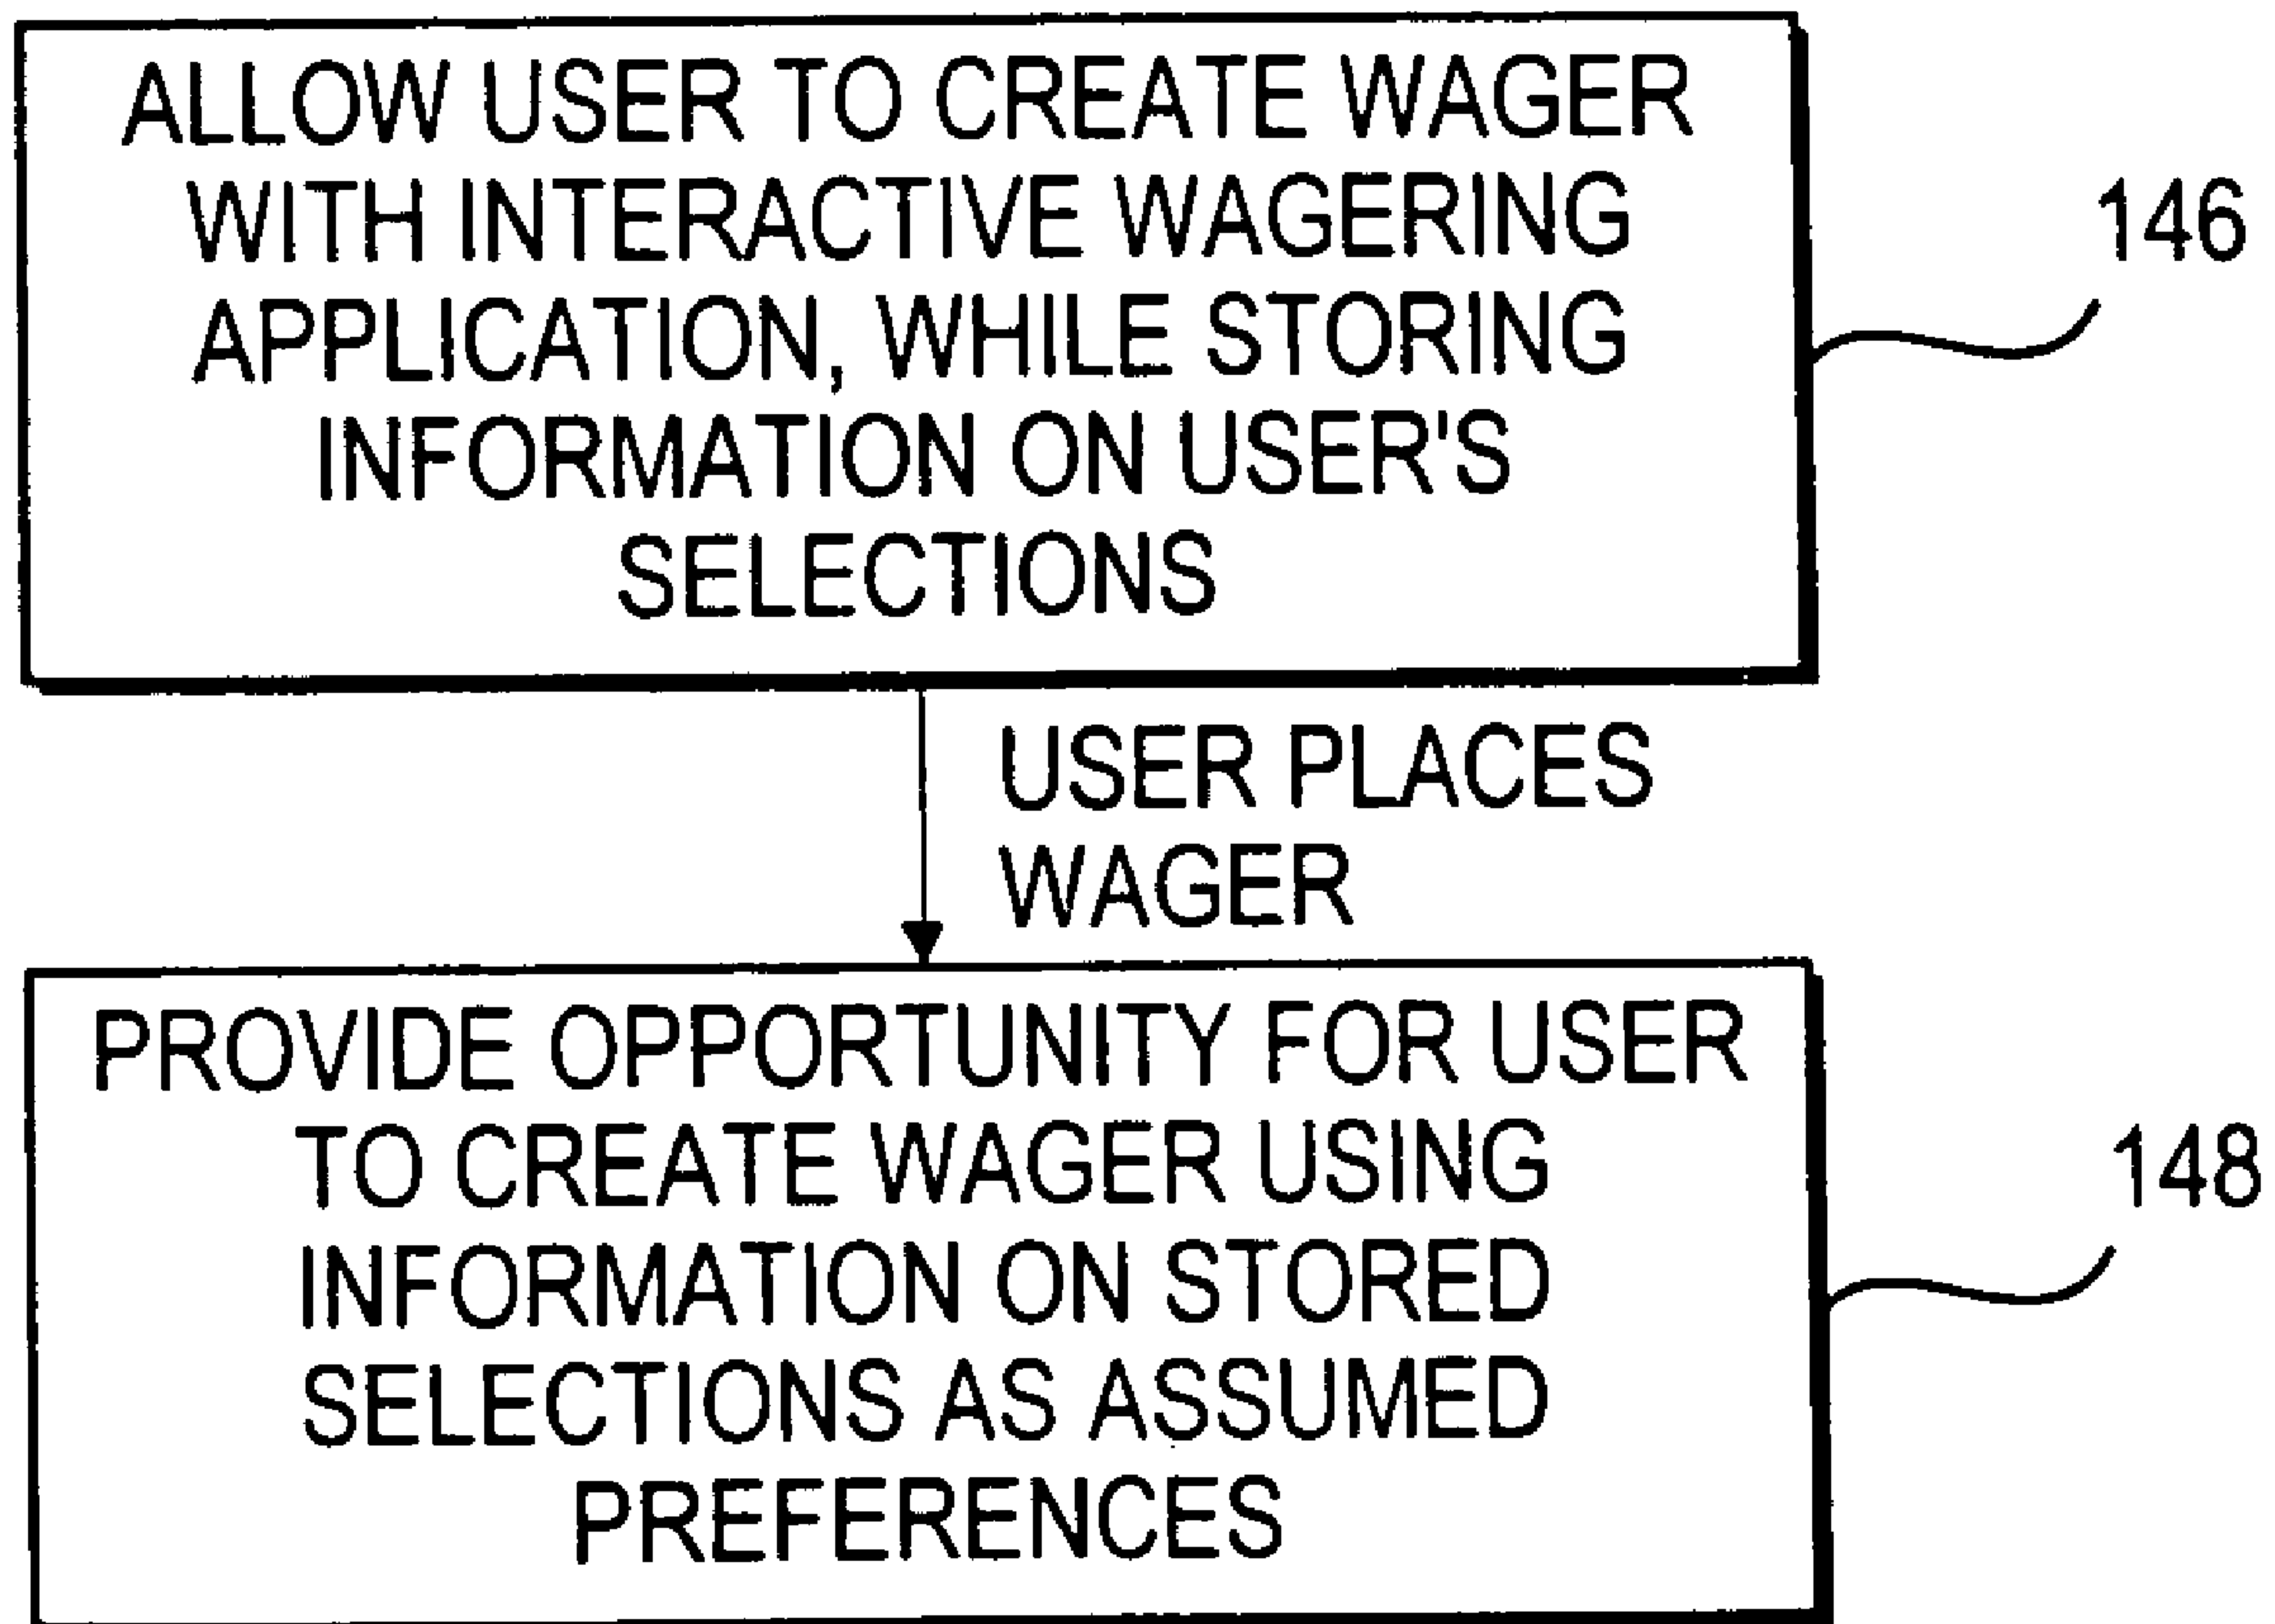 ALLOW USER TO CREATE WAGER
WITH INTERACTIVE WAGERING
APPLICATION, WHILE STORING
INFORMATION ON USER'S
SELECTIONS
146
USER PLACES
WAGER
PROVIDE OPPORTUNITY FOR USER
TO CREATE WAGER USING
INFORMATION ON STORED
SELECTIONS AS ASSUMED
PREFERENCES
148